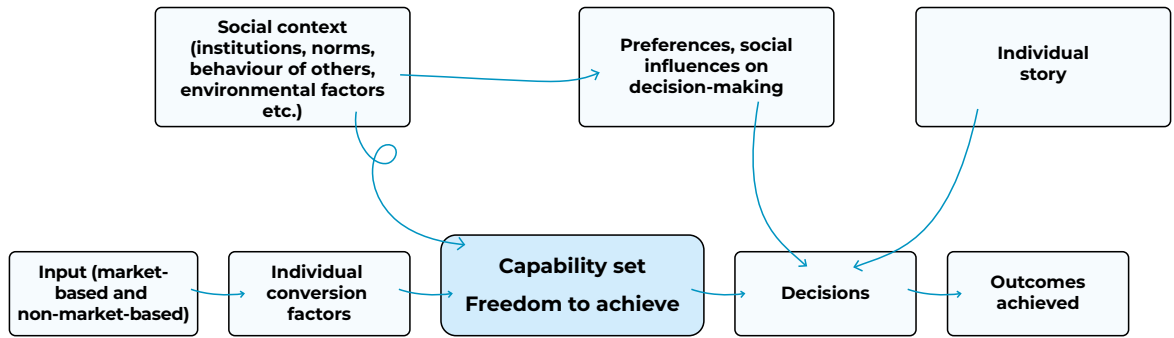 Social context
(institutions, norms,
behaviour of others,
environmental factors
etc.)
Preferences, social
influences on
decision-making
Individual
story
Input (market-
based and
non-market-based)
Individual
conversion
factors
Capability set
Freedom to achieve
Decisions
Outcomes
achieved